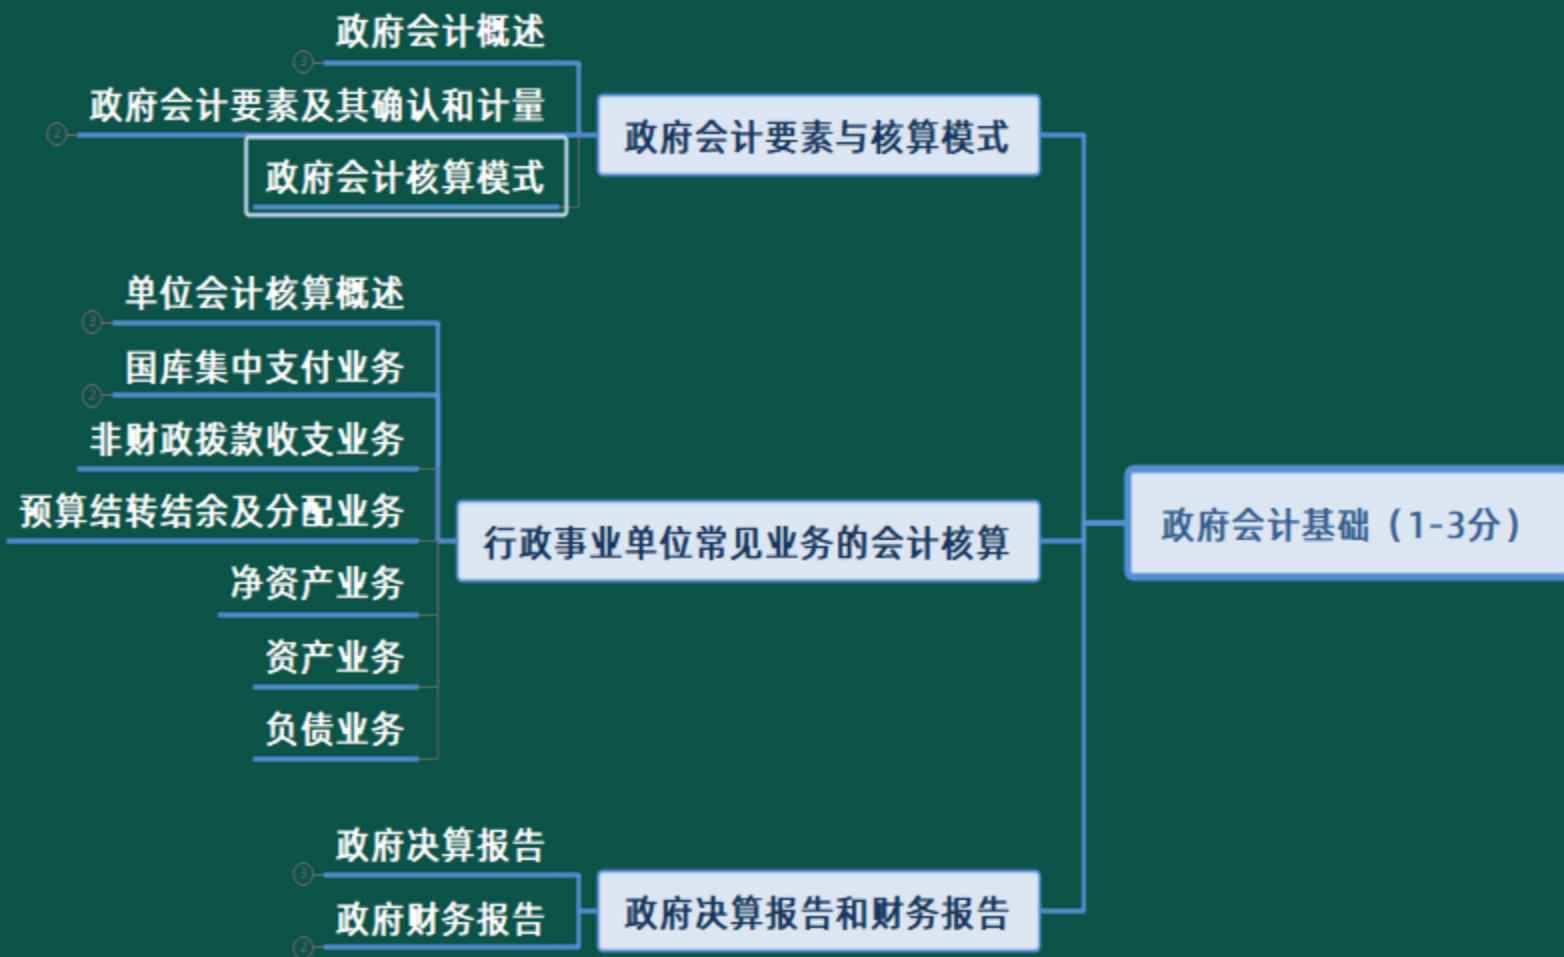 政府会计概述
3
政府会计要素及其确认和计量
2
政府会计核算模式
政府会计要素与核算模式
单位会计核算概述
3
国库集中支付业务
2
非财政拨款收支业务
预算结转结余及分配业务
净资产业务
资产业务
负债业务
行政事业单位常见业务的会计核算
政府会计基础（1-3分）
政府决算报告
3
政府财务报告
2
政府决算报告和财务报告